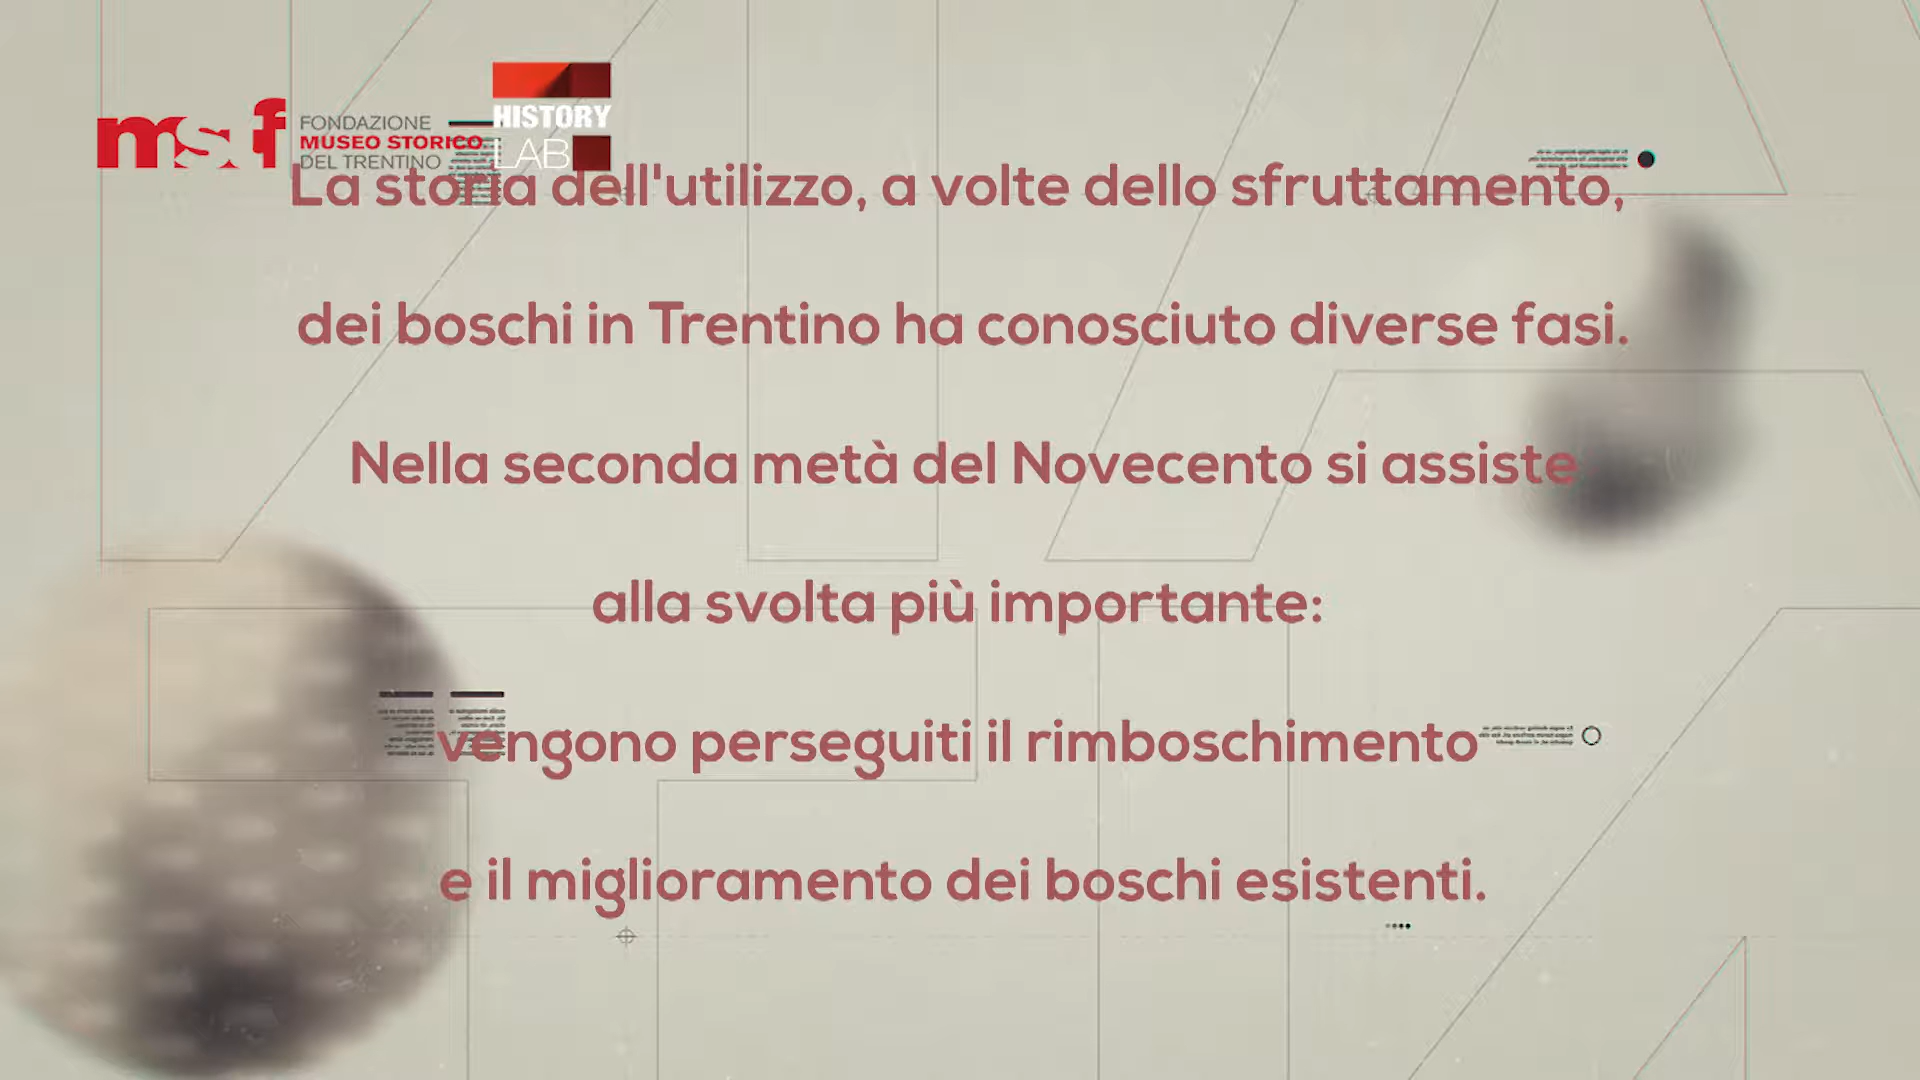 mstf
FONDAZIONE
MUSEO STORICO
DEL TRENTINO
HISTORY
LAB
La storia dell'utilizzo, a volte dello sfruttamento,
dei boschi in Trentino ha conosciuto diverse fasi.
Nella seconda metà del Novecento si assiste
alla svolta più importante:
vengono perseguiti il rimboschimento
e il miglioramento dei boschi esistenti.